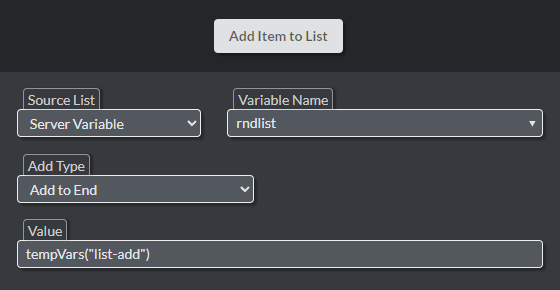 Add Item to List
Source List
Variable Name
Server Variable
rndlist
Add Type
Add to End
Value
tempVars("list-add")